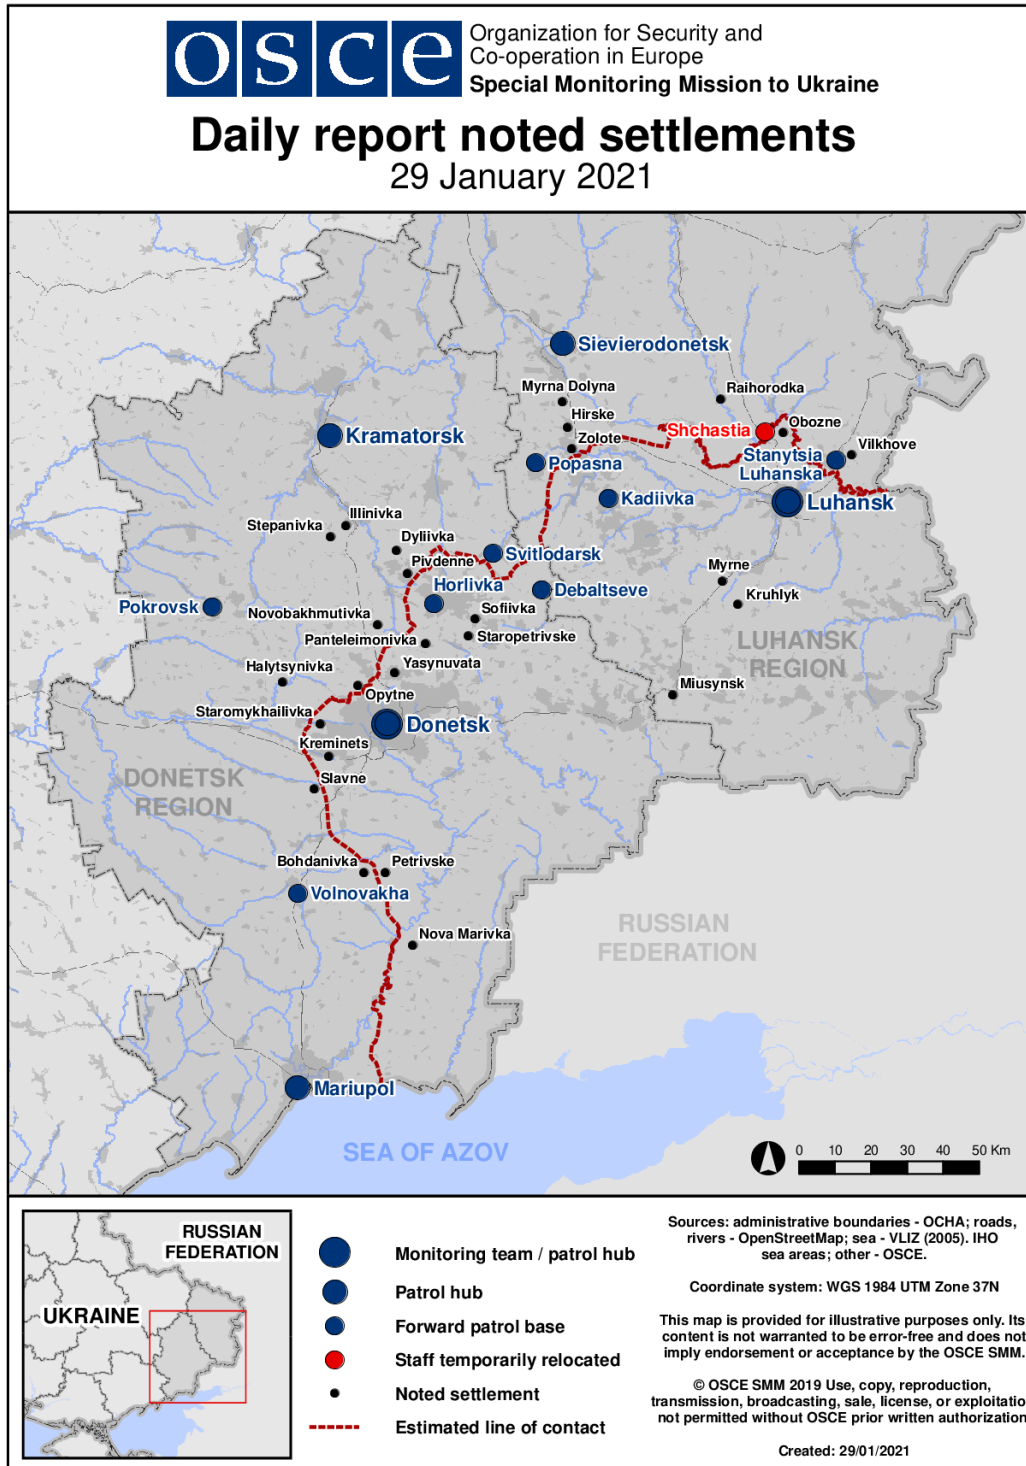 osce
Organization for Security and
Co-operation in Europe
Special Monitoring Mission to Ukraine
Daily report noted settlements
29 January 2021
Sievierodonetsk
Myrna Dolyna
Raihorodka
Hirske
Kramatorsk
Shchastia
Obozne
Zolote
Vilkhove
Stanytsia
Luhanska
Popasna
Kadiivka
Luhansk
Illinivka
Stepanivka
Dyliivka
Svitlodarsk
Pivdenne
Myrne
Horlivka
Debaltseve
Kruhlyk
Pokrovsk
Novobakhmutivka
Sofiivka
Staropetrivske
Panteleimonivka
LUHANSK
REGION
Halytsynivka
Yasynuvata
Miusynsk
Opytne
Staromykhailivka
Donetsk
Kreminets
DONETSK
REGION
Slavne
Bohdanivka
Petrivske
Volnovakha
RUSSIAN
FEDERATION
Nova Marivka
Mariupol
SEA OF AZOV
0 10 20 30 40 50 Km
RUSSIAN
FEDERATION
UKRAINE
Monitoring team / patrol hub
Patrol hub
Forward patrol base
Staff temporarily relocated
Noted settlement
Estimated line of contact
Sources: administrative boundaries - OCHA; roads,
rivers - OpenStreetMap; sea - VLIZ (2005). IHO
sea areas; other - OSCE.
Coordinate system: WGS 1984 UTM Zone 37N
This map is provided for illustrative purposes only. Its
content is not warranted to be error-free and does not
imply endorsement or acceptance by the OSCE SMM.
© OSCE SMM 2019 Use, copy, reproduction,
transmission, broadcasting, sale, license, or exploitatio
not permitted without OSCE prior written authorization
Created: 29/01/2021